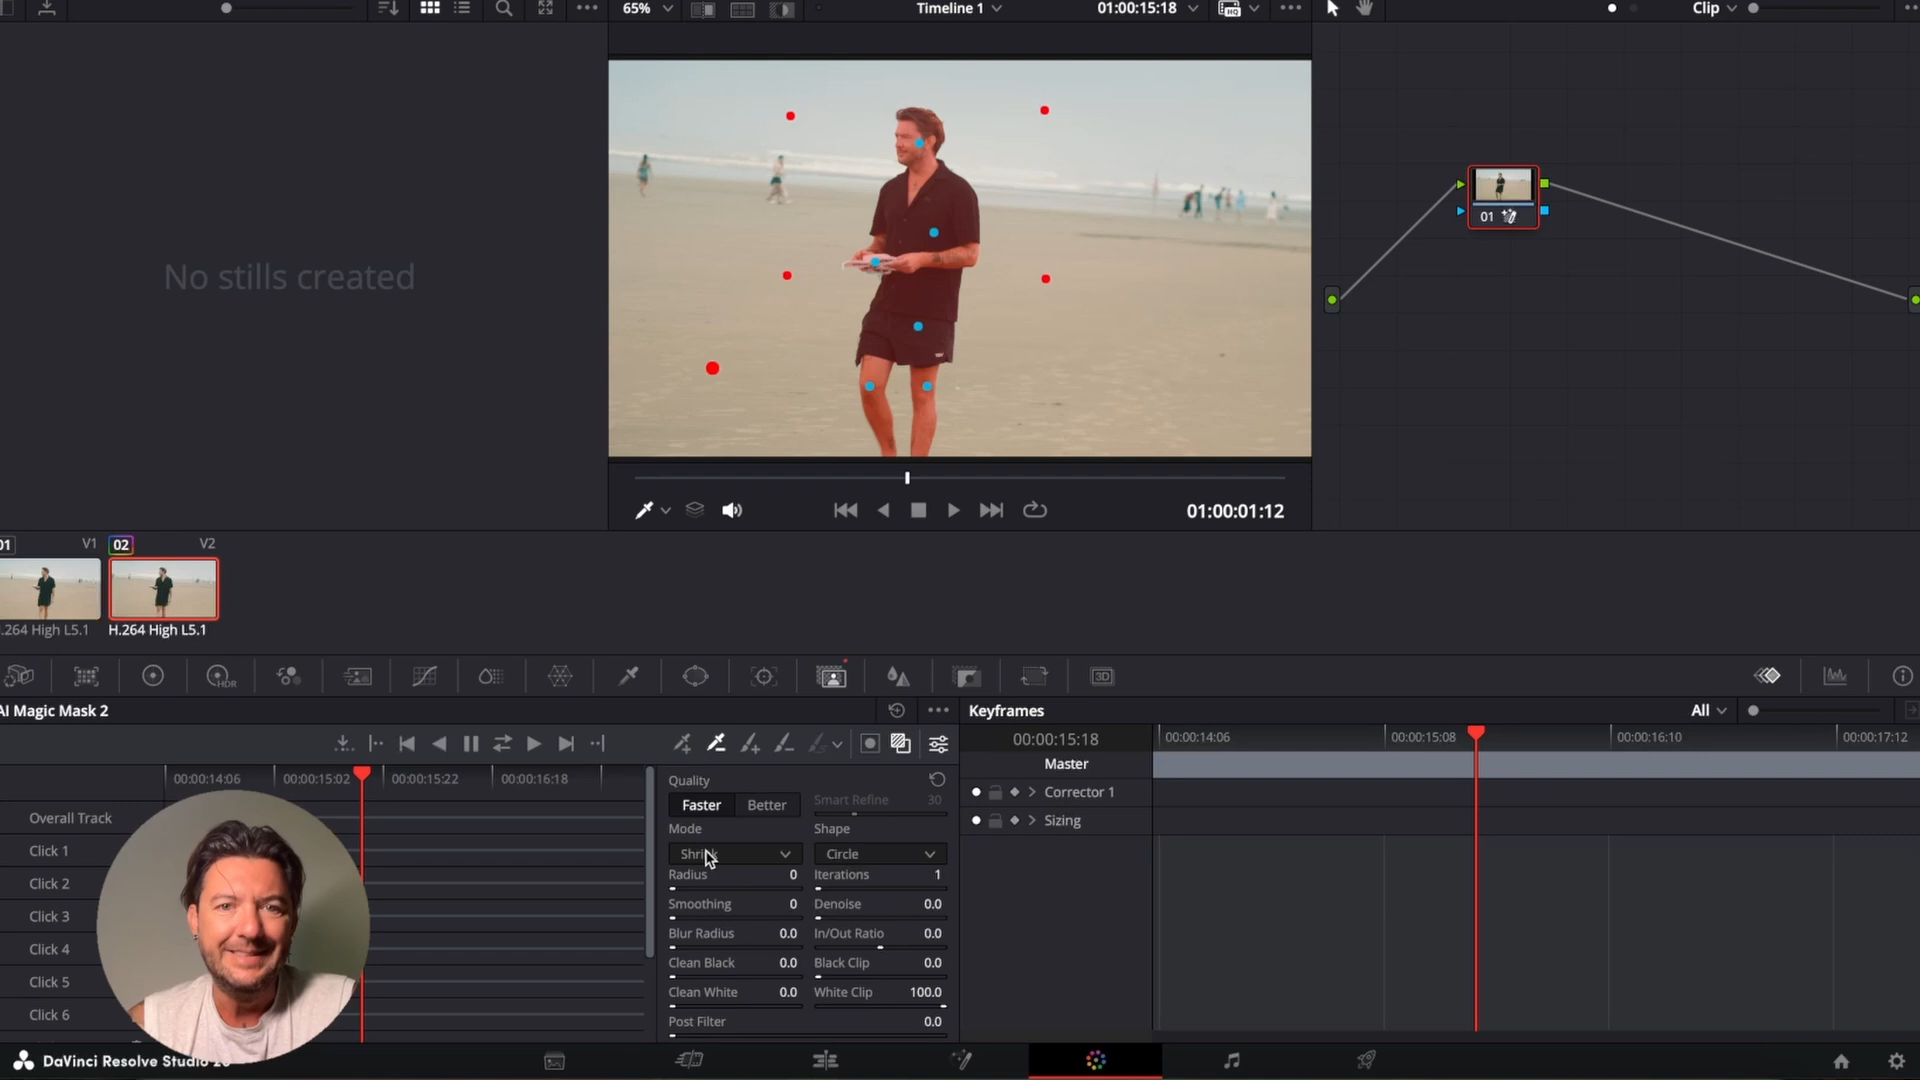 65%
Timeline 1
01:00:15:18
Clip
No stills created
01
01:00:01:12
01 V1
02 V2
.264 High L5.1
H.264 High L5.1
HDR
3D
AI Magic Mask 2
Keyframes
All
00:00:15:18
00:00:14:06
00:00:15:08
00:00:16:10
00:00:17:12
Master
Corrector 1
Sizing
00:00:14:06
00:00:15:02
00:00:15:22
00:00:16:18
Overall Track
Click 1
Click 2
Click 3
Click 4
Click 5
Click 6
Quality
Faster
Better
Smart Refine 30
Mode
Shape
Circle
Radius 0
Iterations 1
Smoothing 0
Denoise 0.0
Blur Radius 0.0
In/Out Ratio 0.0
Clean Black 0.0
Black Clip 0.0
Clean White 0.0
White Clip 100.0
Post Filter 0.0
DaVinci Resolve Studio